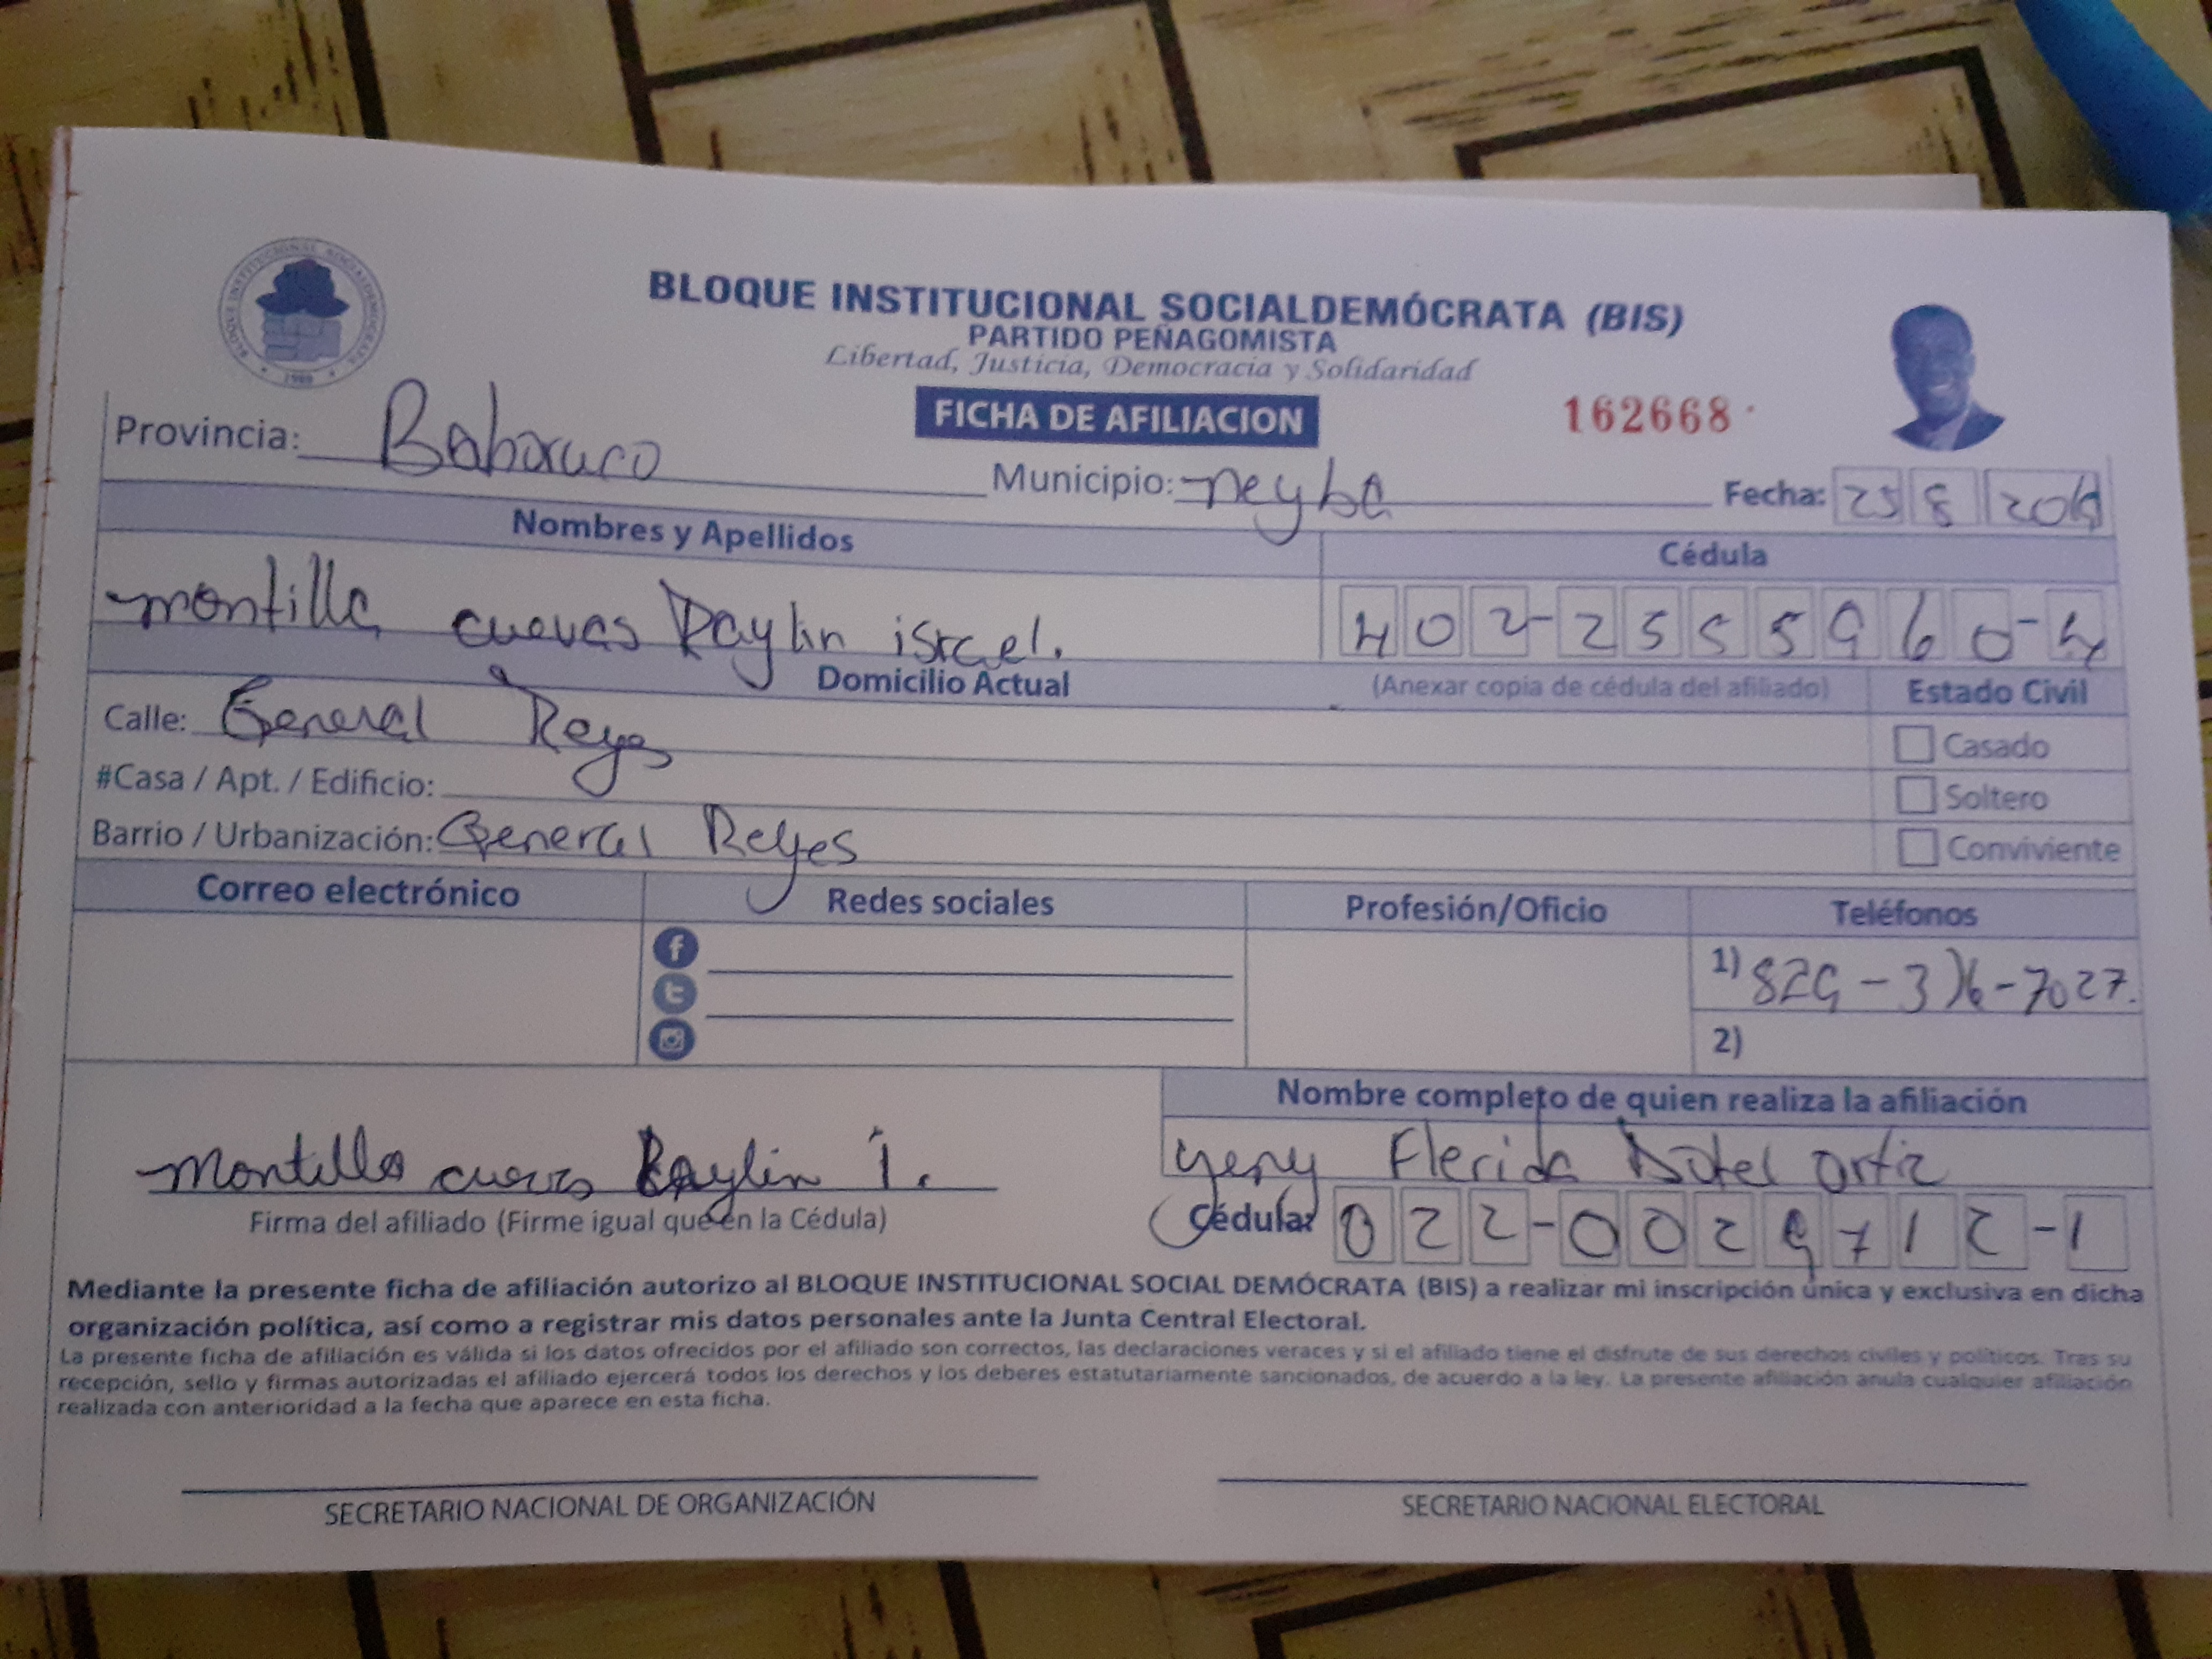 BLOQUE INSTITUCIONAL SOCIALDEMÓCRATA (BIS)
PARTIDO PEÑAGOMISTA
Libertad, Justicia, Democracia y Solidaridad
FICHA DE AFILIACION
162668
Provincia: Bahoruco
Municipio: neyba
Fecha: 25 8
Nombres y Apellidos
Cédula
montilla cuevas Raylin israel.
402-2555960-4
Domicilio Actual
(Anexar copia de cédula del afiliado)
Estado Civil
Calle: General Reyes
Casado
#Casa / Apt. / Edificio:
Soltero
Barrio / Urbanización: General Reyes
Conviviente
Correo electrónico
Redes sociales
Profesión/Oficio
Teléfonos
1) 829-316-7027.
2)
Nombre completo de quien realiza la afiliación
yeny Flerida Dotel Ortiz
montilla cuevas Raylin I.
Firma del afiliado (Firme igual que en la Cédula)
Cédula: 022-0029712-1
Mediante la presente ficha de afiliación autorizo al BLOQUE INSTITUCIONAL SOCIAL DEMÓCRATA (BIS) a realizar mi inscripción única y exclusiva en dicha
organización política, así como a registrar mis datos personales ante la Junta Central Electoral.
La presente ficha de afiliación es válida si los datos ofrecidos por el afiliado son correctos, las declaraciones veraces y si el afiliado tiene el disfrute de sus derechos civiles y políticos. Tras su
recepción, sello y firmas autorizadas el afiliado ejercerá todos los derechos y los deberes estatutariamente sancionados, de acuerdo a la ley. La presente afiliación anula cualquier afiliación
realizada con anterioridad a la fecha que aparece en esta ficha.
SECRETARIO NACIONAL DE ORGANIZACIÓN
SECRETARIO NACIONAL ELECTORAL